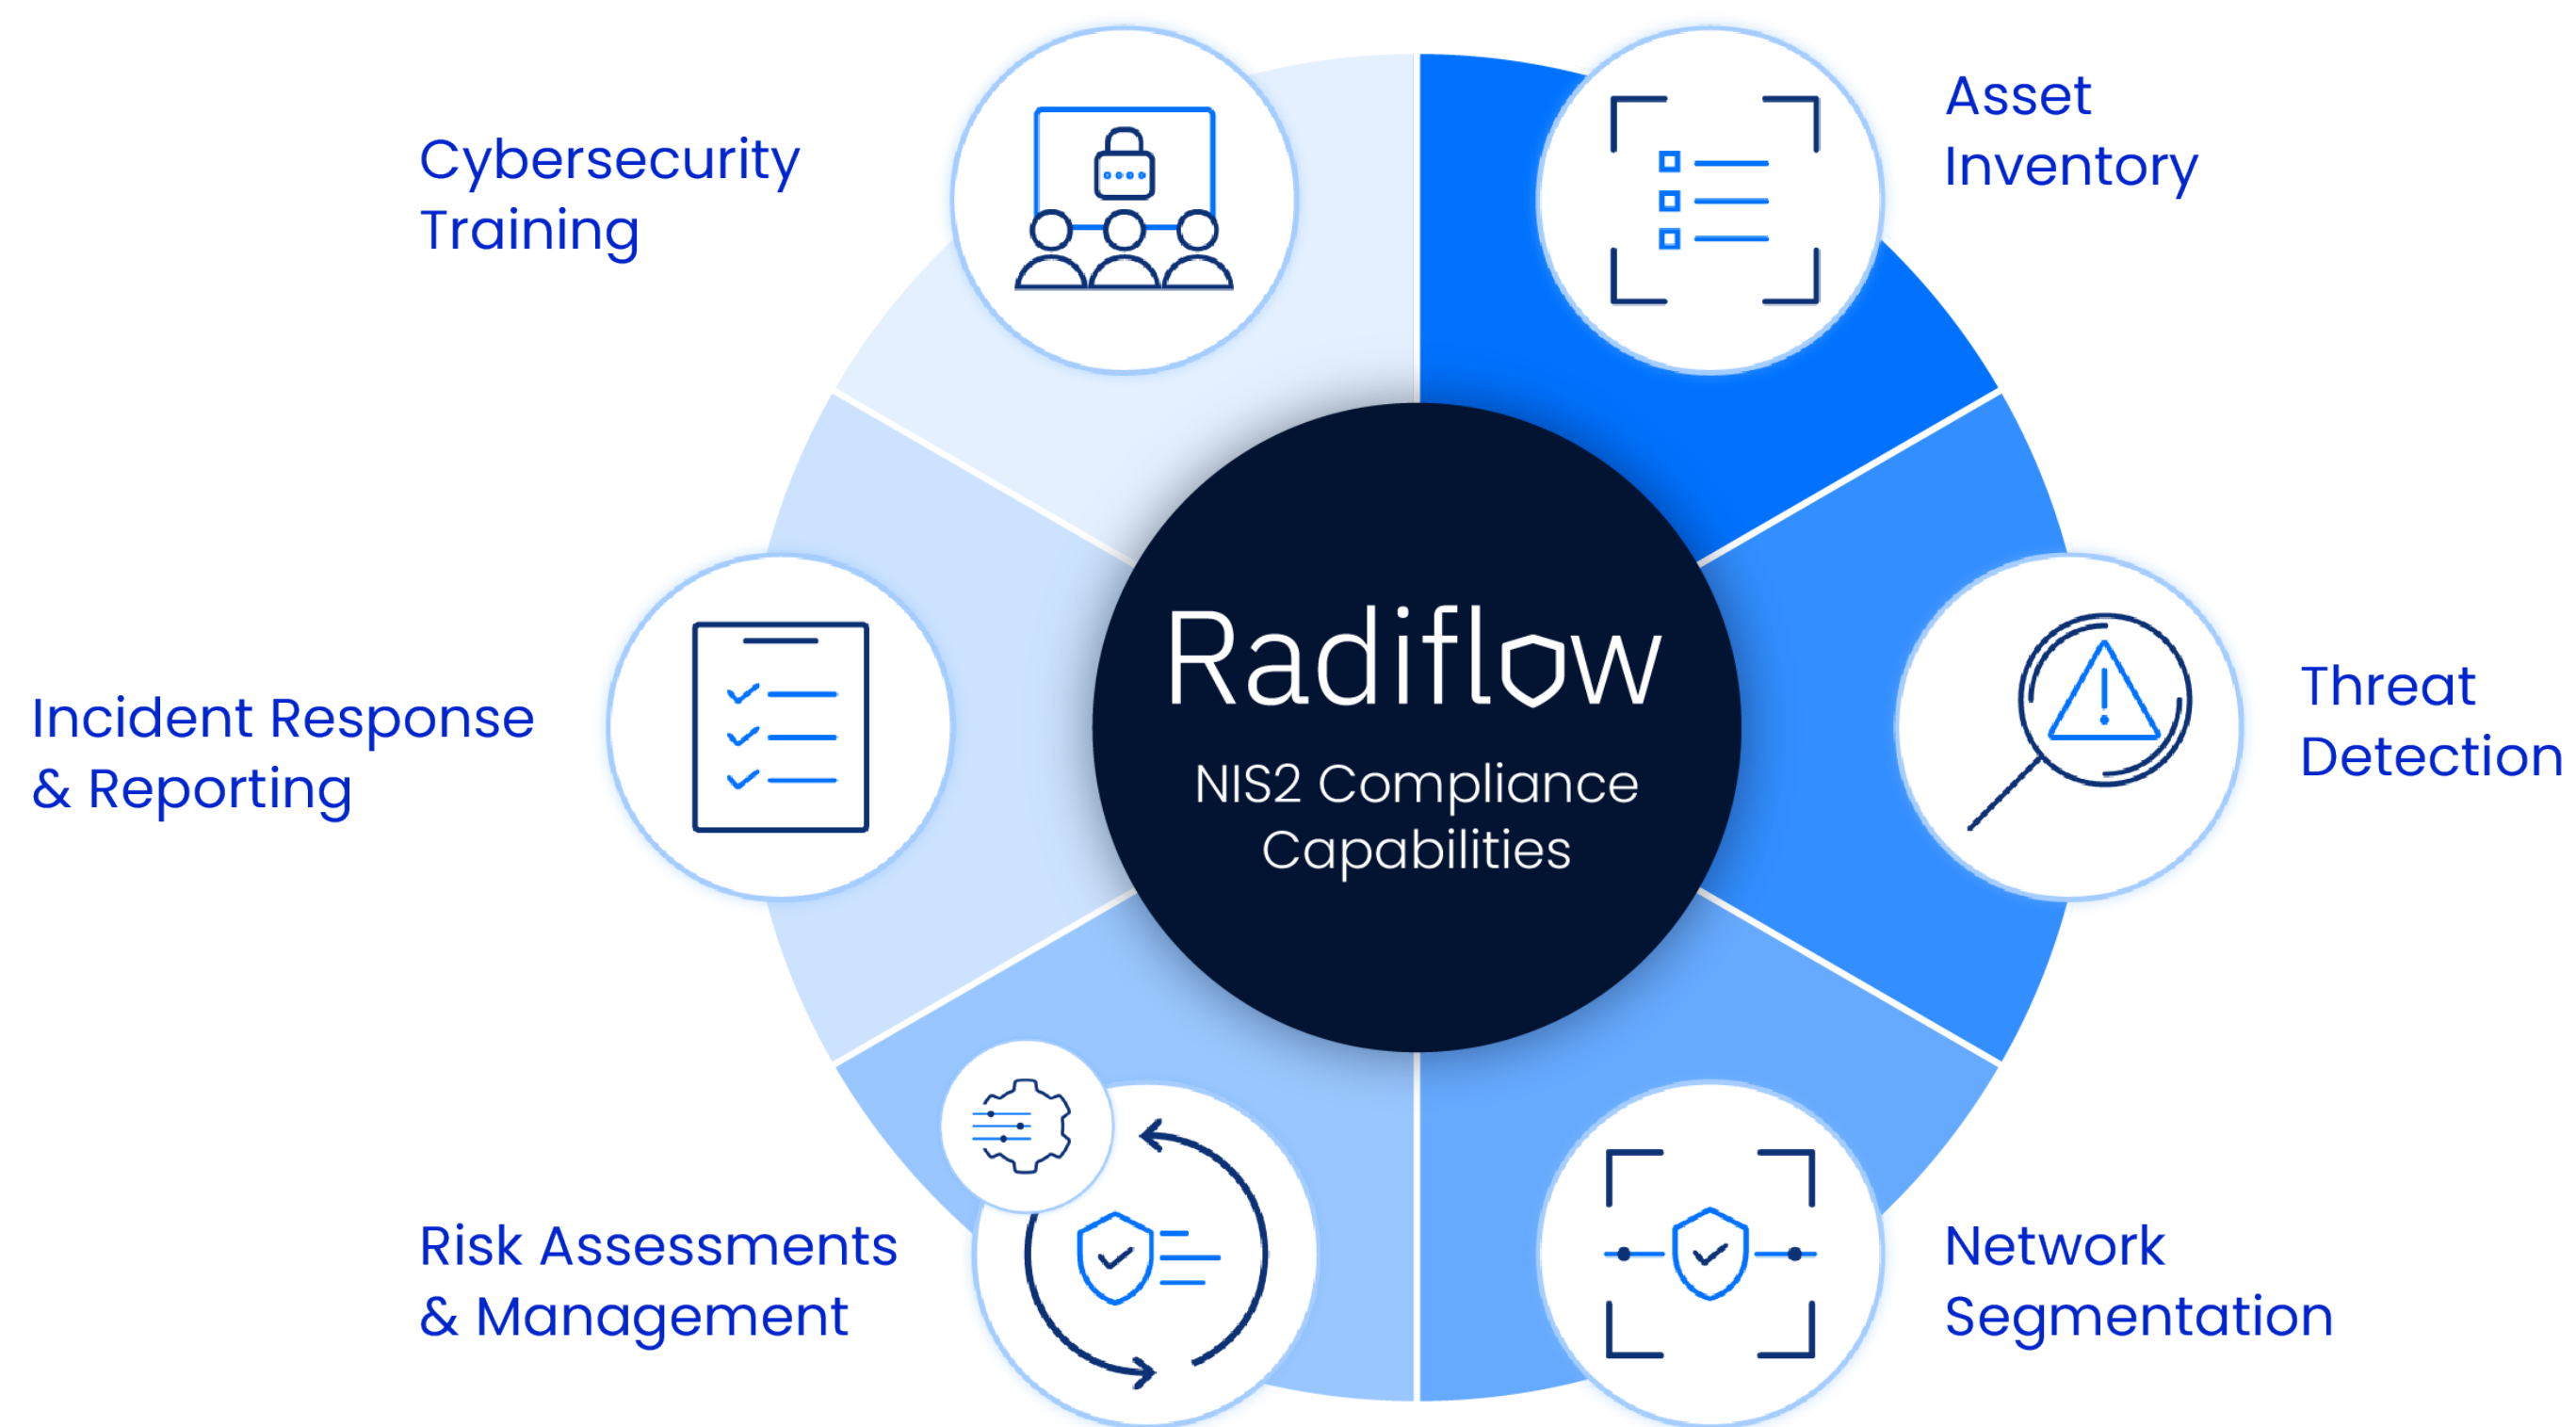 Cybersecurity
Training
Asset
Inventory
Incident Response
& Reporting
Radiflow
NIS2 Compliance
Capabilities
Threat
Detection
Risk Assessments
& Management
Network
Segmentation